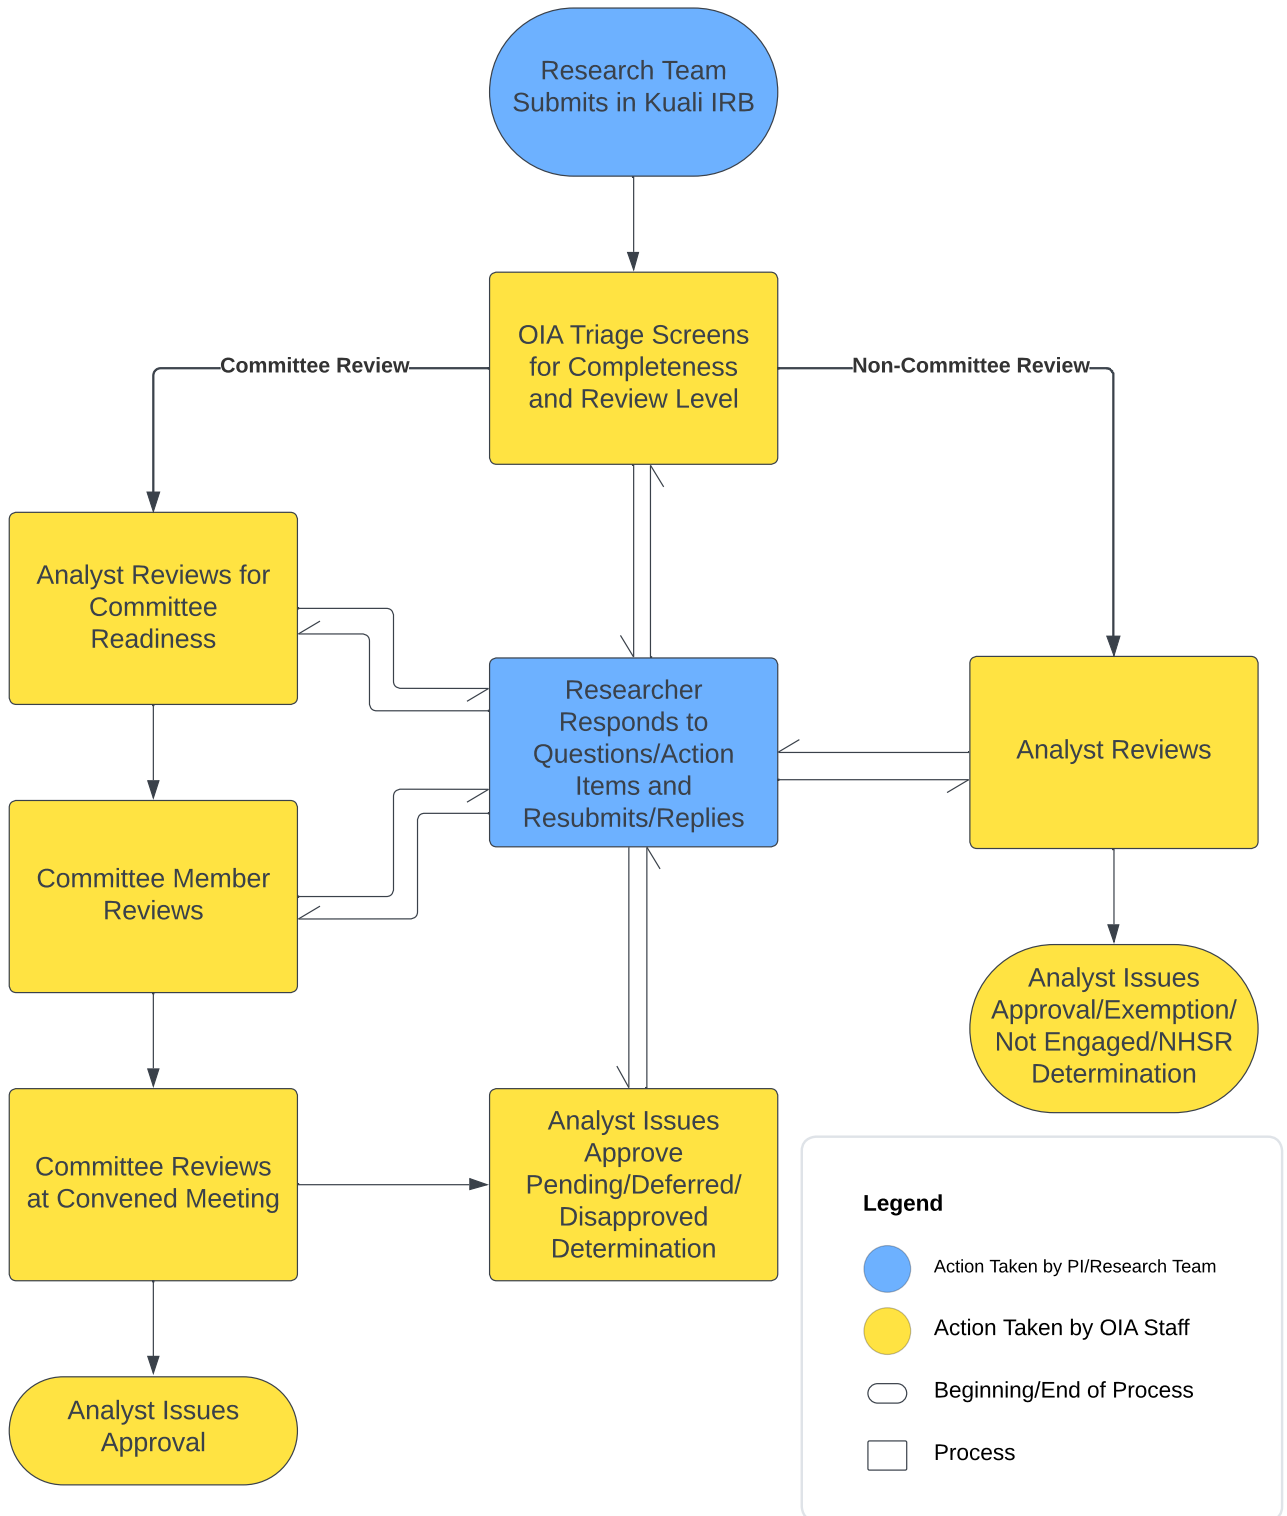 Research Team
Submits in Kuali IRB
OIA Triage Screens
for Completeness
and Review Level
Committee Review
Non-Committee Review
Analyst Reviews for
Committee
Readiness
Researcher
Responds to
Questions/Action
Items and
Resubmits/Replies
Analyst Reviews
Committee Member
Reviews
Analyst Issues
Approval/Exemption/
Not Engaged/NHSR
Determination
Committee Reviews
at Convened Meeting
Analyst Issues
Approve
Pending/Deferred/
Disapproved
Determination
Analyst Issues
Approval
Legend
Action Taken by PI/Research Team
Action Taken by OIA Staff
Beginning/End of Process
Process